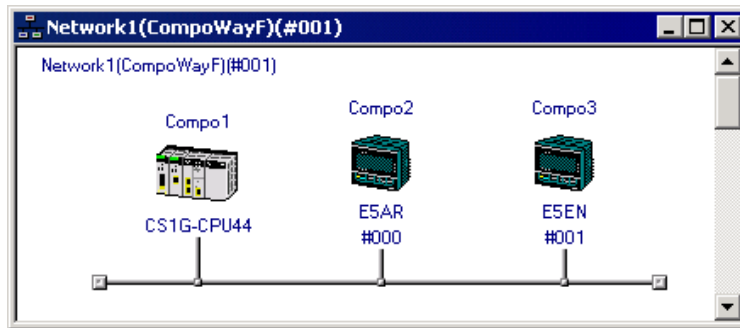 Network1(CompoWayF)(#001)
Network1(CompoWayF)(#001)
Compo1
Compo2
Compo3
CS1G-CPU44
E5AR
#000
E5EN
#001